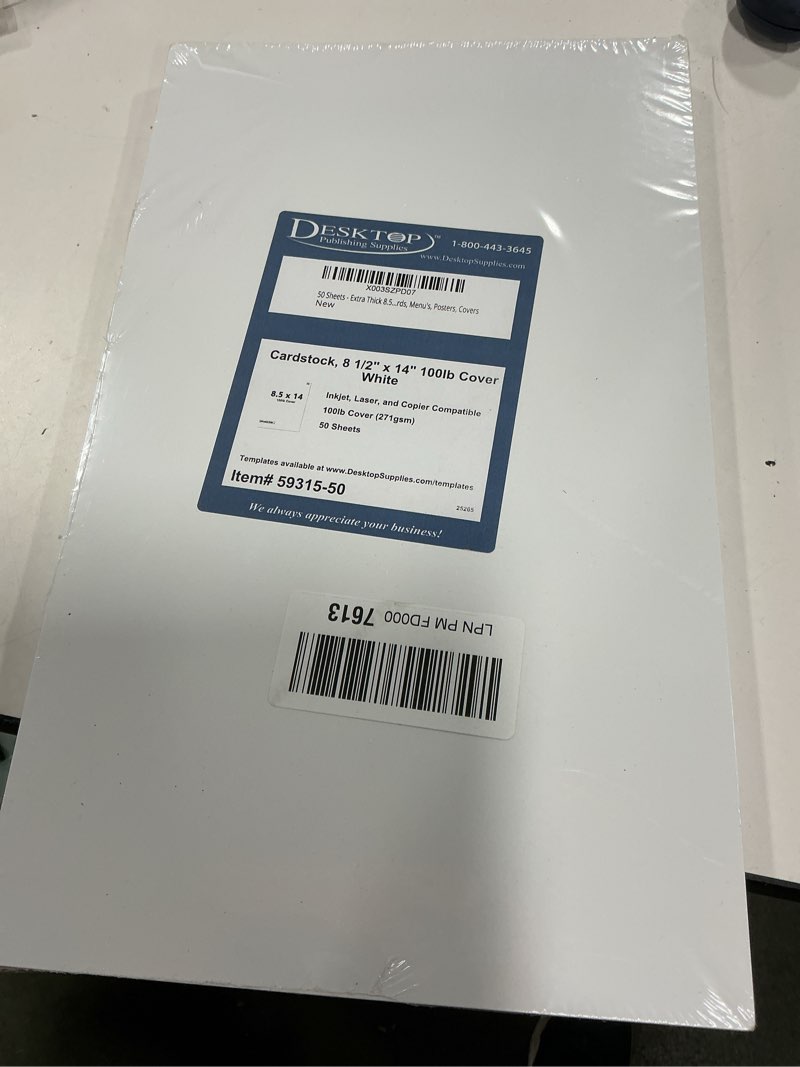 DESKTOP™
Publishing Supplies
1-800-443-3645
www.DesktopSupplies.com
X003SZPD07
50 Sheets - Extra Thick 8.5...rds, Menu's, Posters, Covers
New
Cardstock, 8 1/2" x 14" 100lb Cover
White
8.5 x 14
100lb Cover
Inkjet, Laser, and Copier Compatible
100lb Cover (271gsm)
50 Sheets
Templates available at www.DesktopSupplies.com/templates
Item# 59315-50
25265
We always appreciate your business!
LPN PM FD000 7613